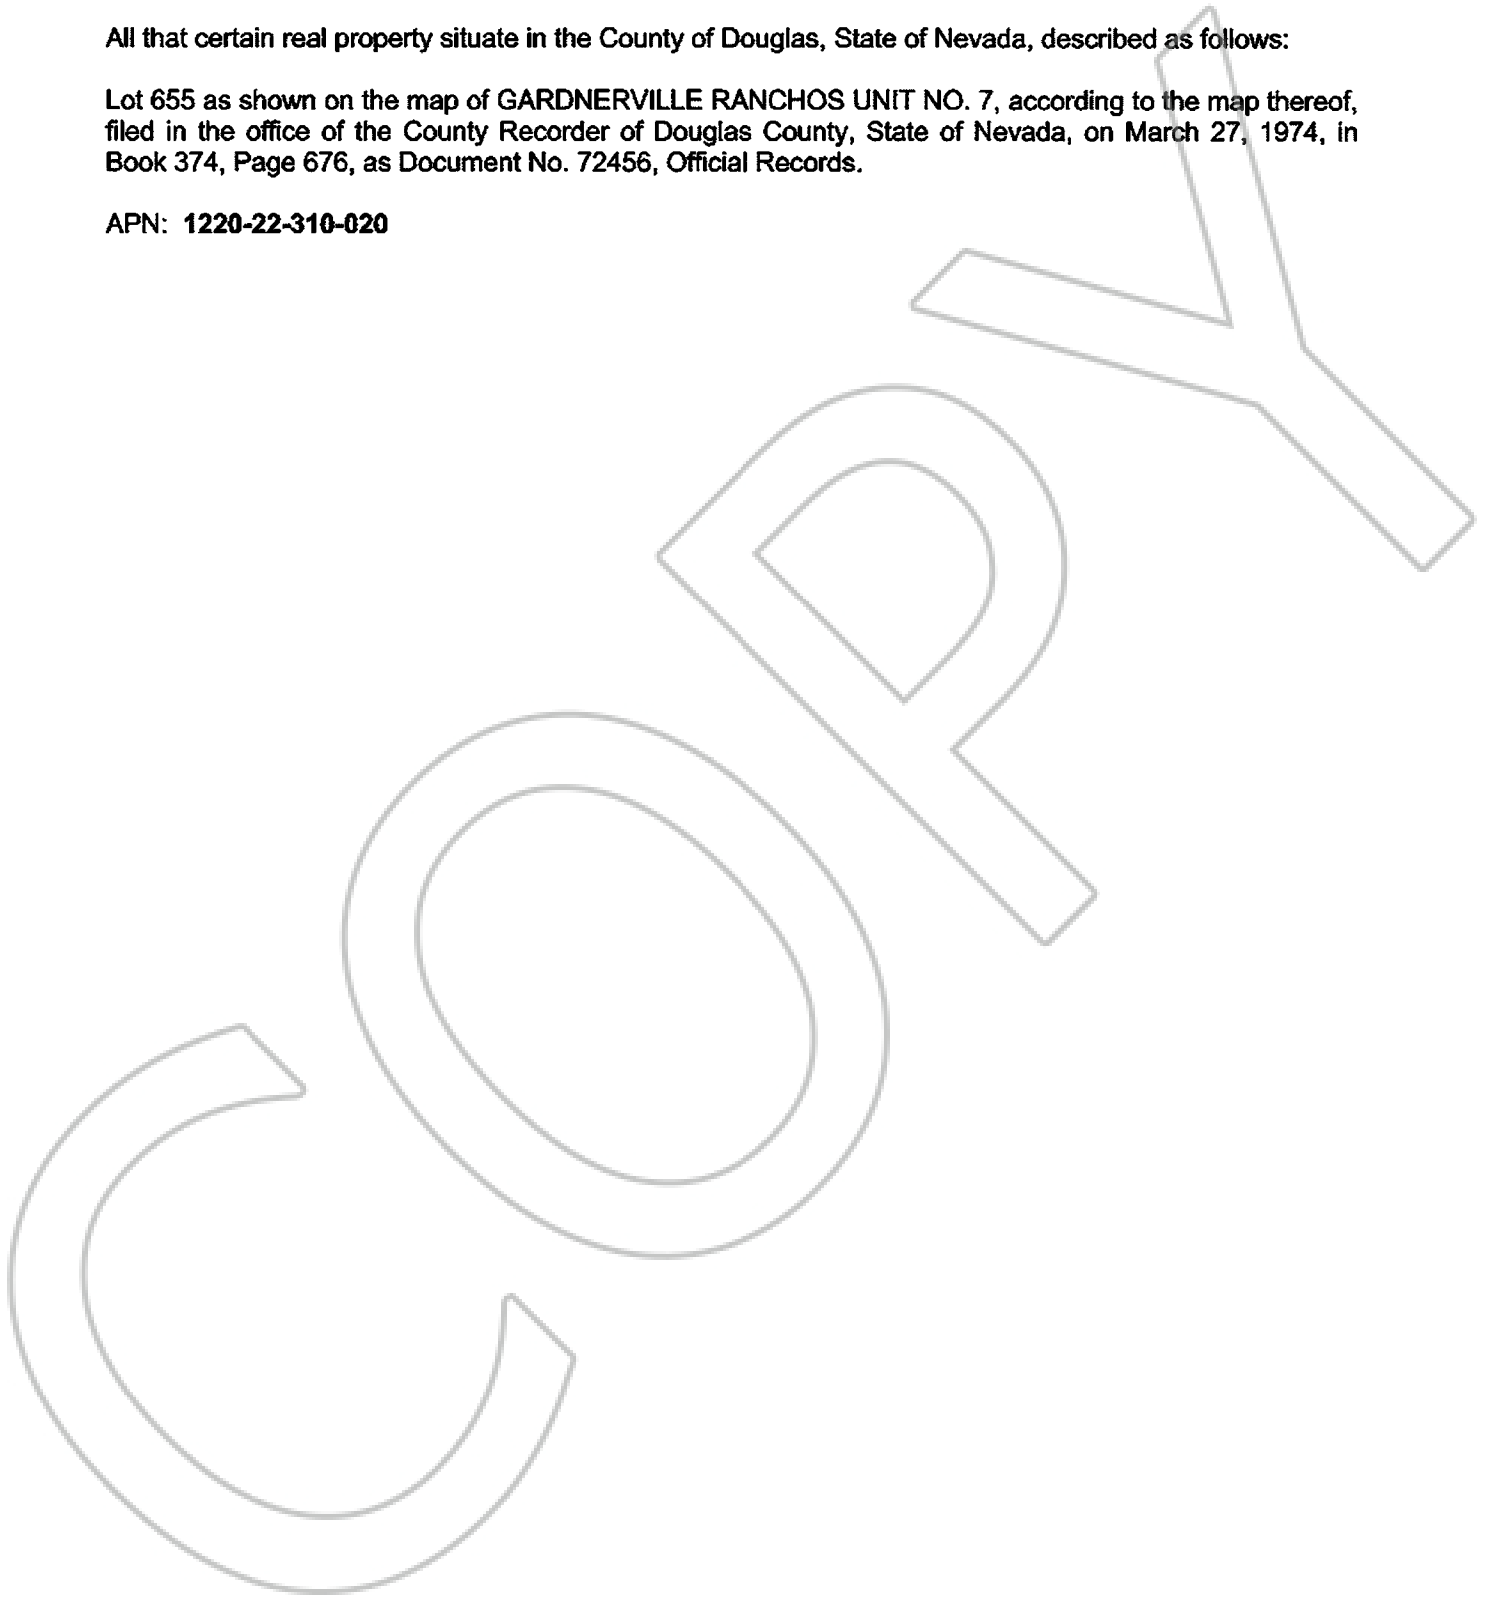 All that certain real property situate in the County of Douglas, State of Nevada, described as follows:
Lot 655 as shown on the map of GARDNERVILLE RANCHOS UNIT NO. 7, according to the map thereof,
filed in the office of the County Recorder of Douglas County, State of Nevada, on March 27, 1974, in
Book 374, Page 676, as Document No. 72456, Official Records.
APN: 1220-22-310-020
COPY